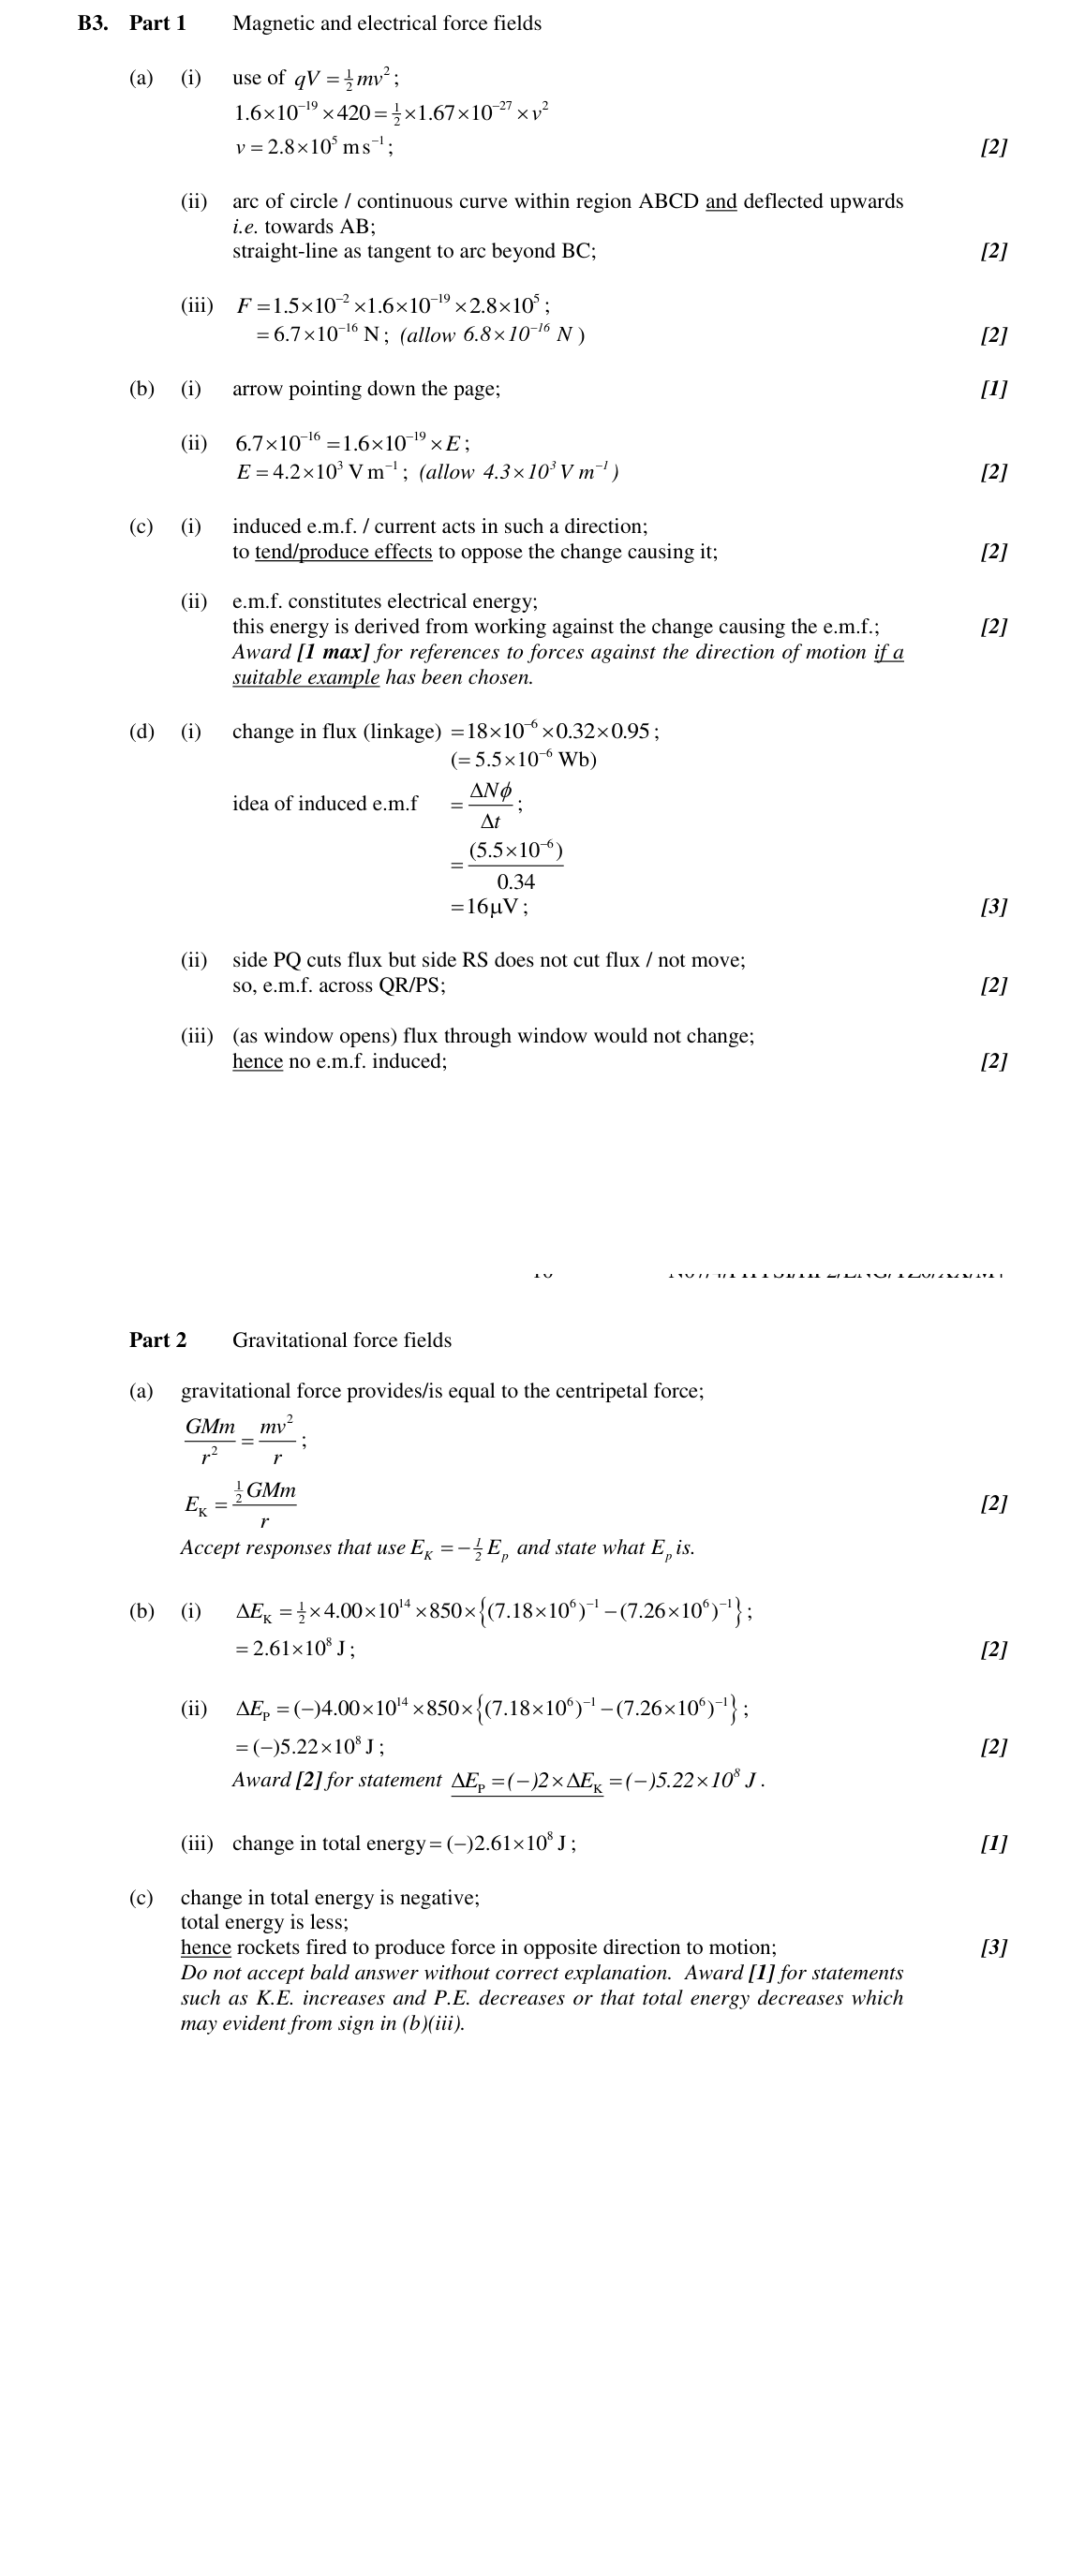 B3. Part 1 Magnetic and electrical force fields
(a) (i) use of qV = ½mv²;
1.6×10⁻¹⁹ × 420 = ½ × 1.67×10⁻²⁷ × v²
v = 2.8×10⁵ m s⁻¹; [2]
(ii) arc of circle / continuous curve within region ABCD and deflected upwards
i.e. towards AB;
straight-line as tangent to arc beyond BC; [2]
(iii) F = 1.5×10⁻² × 1.6×10⁻¹⁹ × 2.8×10⁵;
= 6.7×10⁻¹⁶ N; (allow 6.8×10⁻¹⁶ N)  [2]
(b) (i) arrow pointing down the page; [1]
(ii) 6.7×10⁻¹⁶ = 1.6×10⁻¹⁹ × E;
E = 4.2×10³ V m⁻¹; (allow 4.3×10³ V m⁻¹) [2]
(c) (i) induced e.m.f. / current acts in such a direction;
to tend/produce effects to oppose the change causing it; [2]
(ii) e.m.f. constitutes electrical energy;
this energy is derived from working against the change causing the e.m.f.; [2]
Award [1 max] for references to forces against the direction of motion if a
suitable example has been chosen.
(d) (i) change in flux (linkage) = 18×10⁻⁶ × 0.32 × 0.95;
(= 5.5×10⁻⁶ Wb)
idea of induced e.m.f = ΔNϕ / Δt;
= (5.5×10⁻⁶) / 0.34
= 16μV; [3]
(ii) side PQ cuts flux but side RS does not cut flux / not move;
so, e.m.f. across QR/PS; [2]
(iii) (as window opens) flux through window would not change;
hence no e.m.f. induced; [2]
Part 2 Gravitational force fields
(a) gravitational force provides/is equal to the centripetal force;
GMm / r² = mv² / r;
E_K = ½GMm / r [2]
Accept responses that use E_K = −½E_p and state what E_p is.
(b) (i) ΔE_K = ½ × 4.00×10¹⁴ × 850 × {(7.18×10⁶)⁻¹ − (7.26×10⁶)⁻¹};
= 2.61×10⁸ J; [2]
(ii) ΔE_P = (−)4.00×10¹⁴ × 850 × {(7.18×10⁶)⁻¹ − (7.26×10⁶)⁻¹};
= (−)5.22×10⁸ J; [2]
Award [2] for statement ΔE_P = (−)2×ΔE_K = (−)5.22×10⁸ J.
(iii) change in total energy = (−)2.61×10⁸ J; [1]
(c) change in total energy is negative;
total energy is less;
hence rockets fired to produce force in opposite direction to motion; [3]
Do not accept bald answer without correct explanation. Award [1] for statements
such as K.E. increases and P.E. decreases or that total energy decreases which
may evident from sign in (b)(iii).